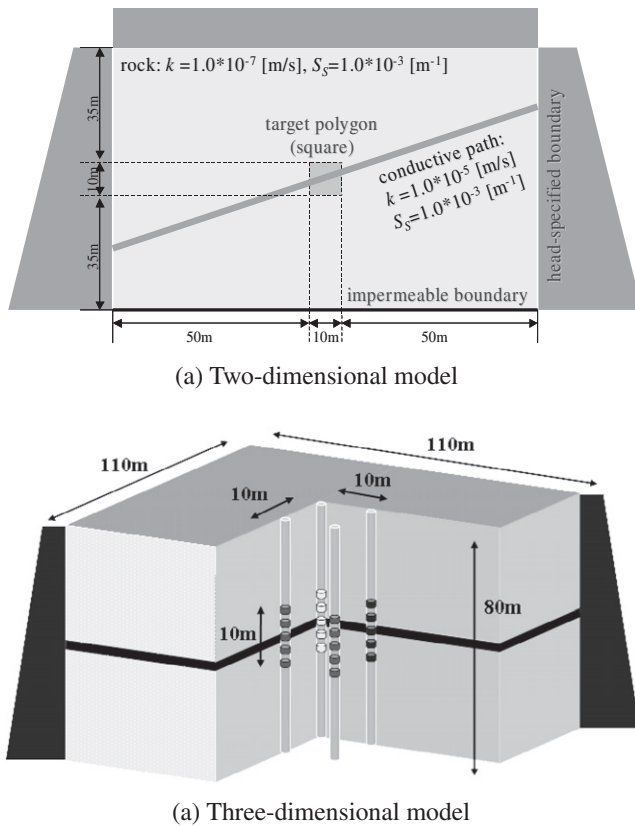 rock: k =1.0*10-7 [m/s], SS=1.0*10-3 [m-1]
35m
target polygon
(square)
10m
conductive path:
k =1.0*10-5 [m/s]
SS=1.0*10-3 [m-1]
head-specified boundary
35m
impermeable boundary
50m
10m
50m
(a) Two-dimensional model
110m
110m
10m
10m
10m
80m
(a) Three-dimensional model